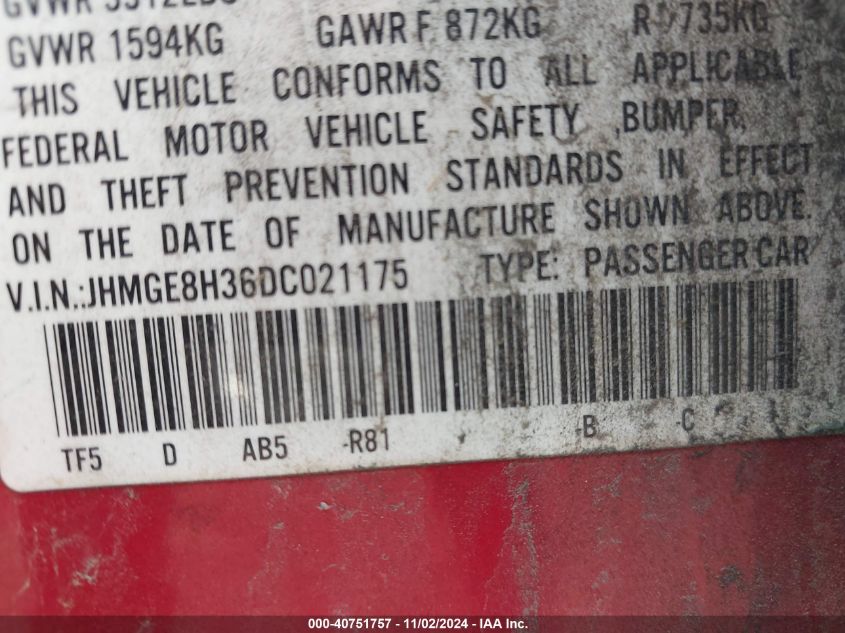 GVWR 3512LBS
GVWR 1594KG GAWR F 872KG R 735KG
THIS VEHICLE CONFORMS TO ALL APPLICABLE
FEDERAL MOTOR VEHICLE SAFETY ,BUMPER,
AND THEFT PREVENTION STANDARDS IN EFFECT
ON THE DATE OF MANUFACTURE SHOWN ABOVE.
V.I.N.:JHMGE8H36DC021175 TYPE: PASSENGER CAR
TF5 D AB5 -R81 -B -C
000-40751757 - 11/02/2024 - IAA Inc.